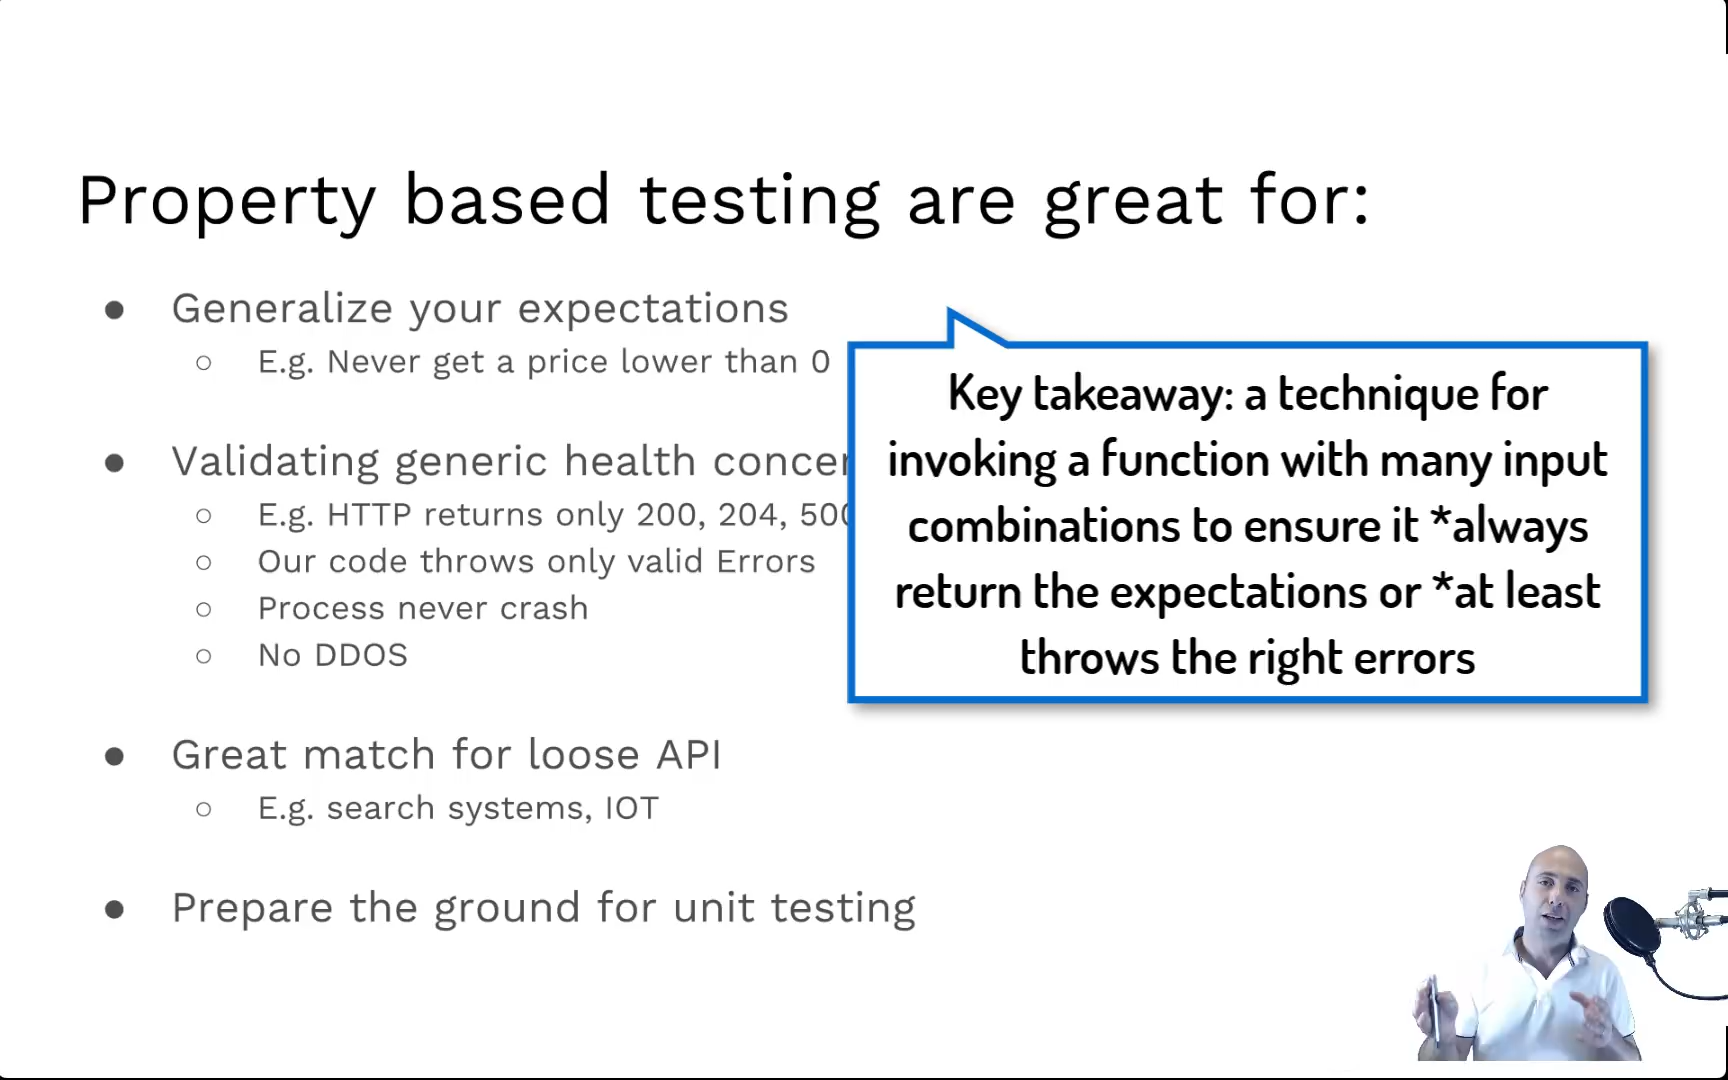 Property based testing are great for:
● Generalize your expectations
○ E.g. Never get a price lower than 0
● Validating generic health
○ E.g. HTTP returns only 200, 204,
○ Our code throws only valid Errors
○ Process never crash
○ No DDOS
Key takeaway: a technique for
invoking a function with many input
combinations to ensure it *always
return the expectations or *at least
throws the right errors
● Great match for loose API
○ E.g. search systems, IOT
● Prepare the ground for unit testing